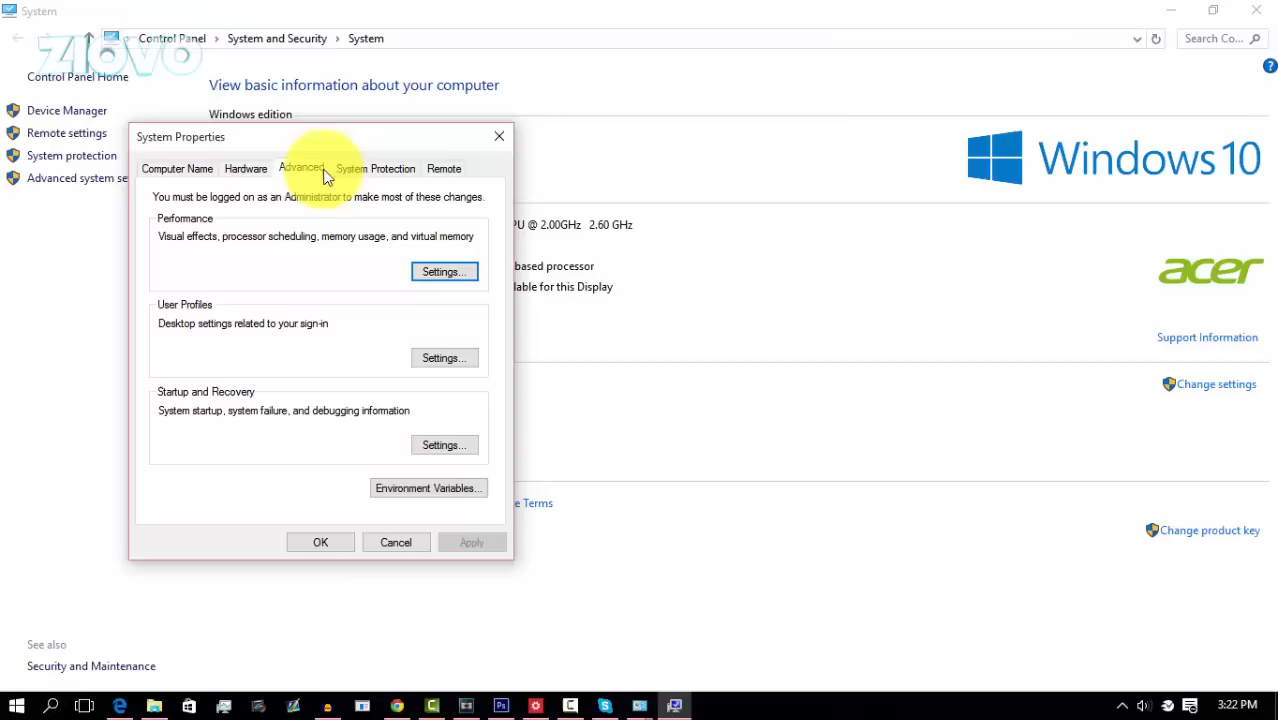 System
Control Panel > System and Security > System
Search Co...
zlovo
Control Panel Home
View basic information about your computer
Device Manager
Windows edition
Remote settings
System protection
Advanced system se
System Properties
Computer Name
Hardware
Advanced
System Protection
Remote
You must be logged on as an Administrator to make most of these changes.
Performance
Visual effects, processor scheduling, memory usage, and virtual memory
Settings...
User Profiles
Desktop settings related to your sign-in
Settings...
Startup and Recovery
System startup, system failure, and debugging information
Settings...
Environment Variables...
OK
Cancel
Apply
Windows 10
PU @ 2.00GHz 2.60 GHz
based processor
lable for this Display
acer
Support Information
Change settings
e Terms
Change product key
See also
Security and Maintenance
Ps
3:22 PM